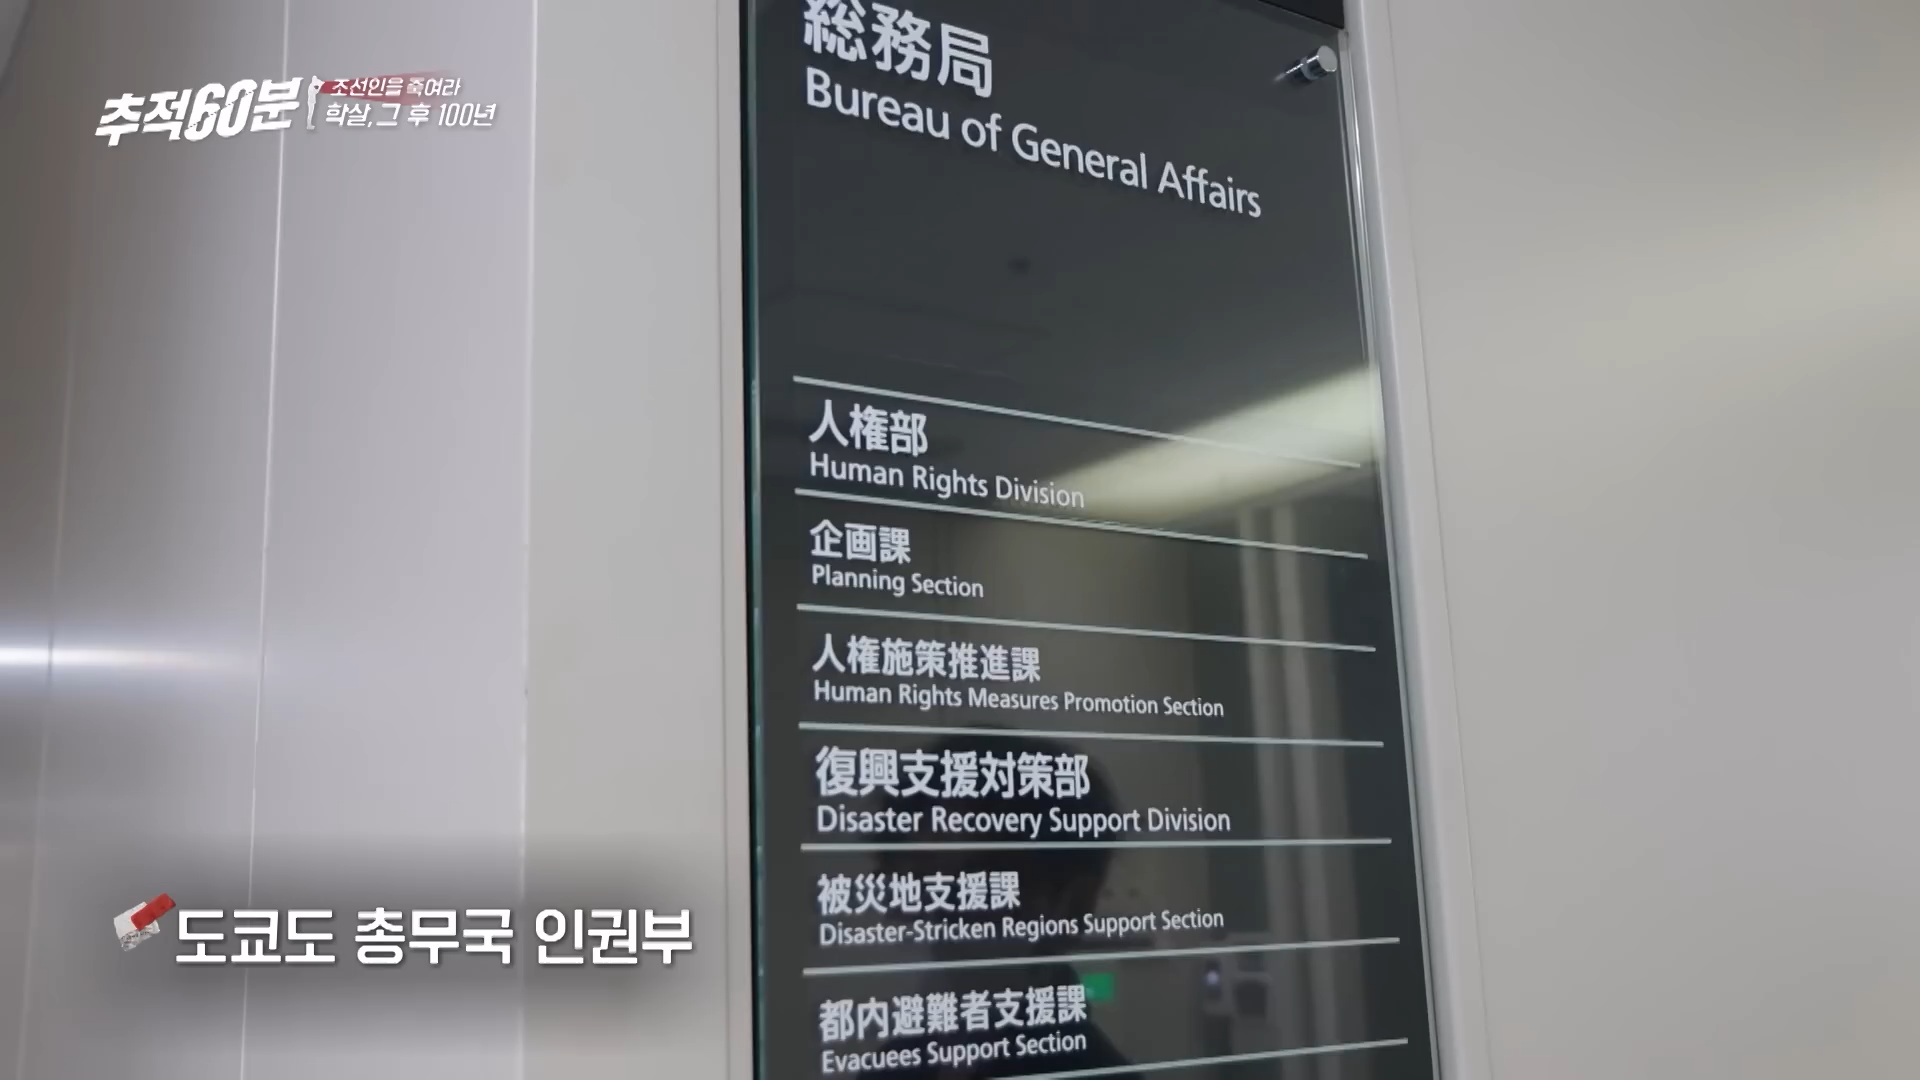 추적60분
조선인을 죽여라
학살, 그 후 100년
総務局
Bureau of General Affairs
人権部
Human Rights Division
企画課
Planning Section
人権施策推進課
Human Rights Measures Promotion Section
復興支援対策部
Disaster Recovery Support Division
被災地支援課
Disaster-Stricken Regions Support Section
都内避難者支援課
Evacuees Support Section
도쿄도 총무국 인권부